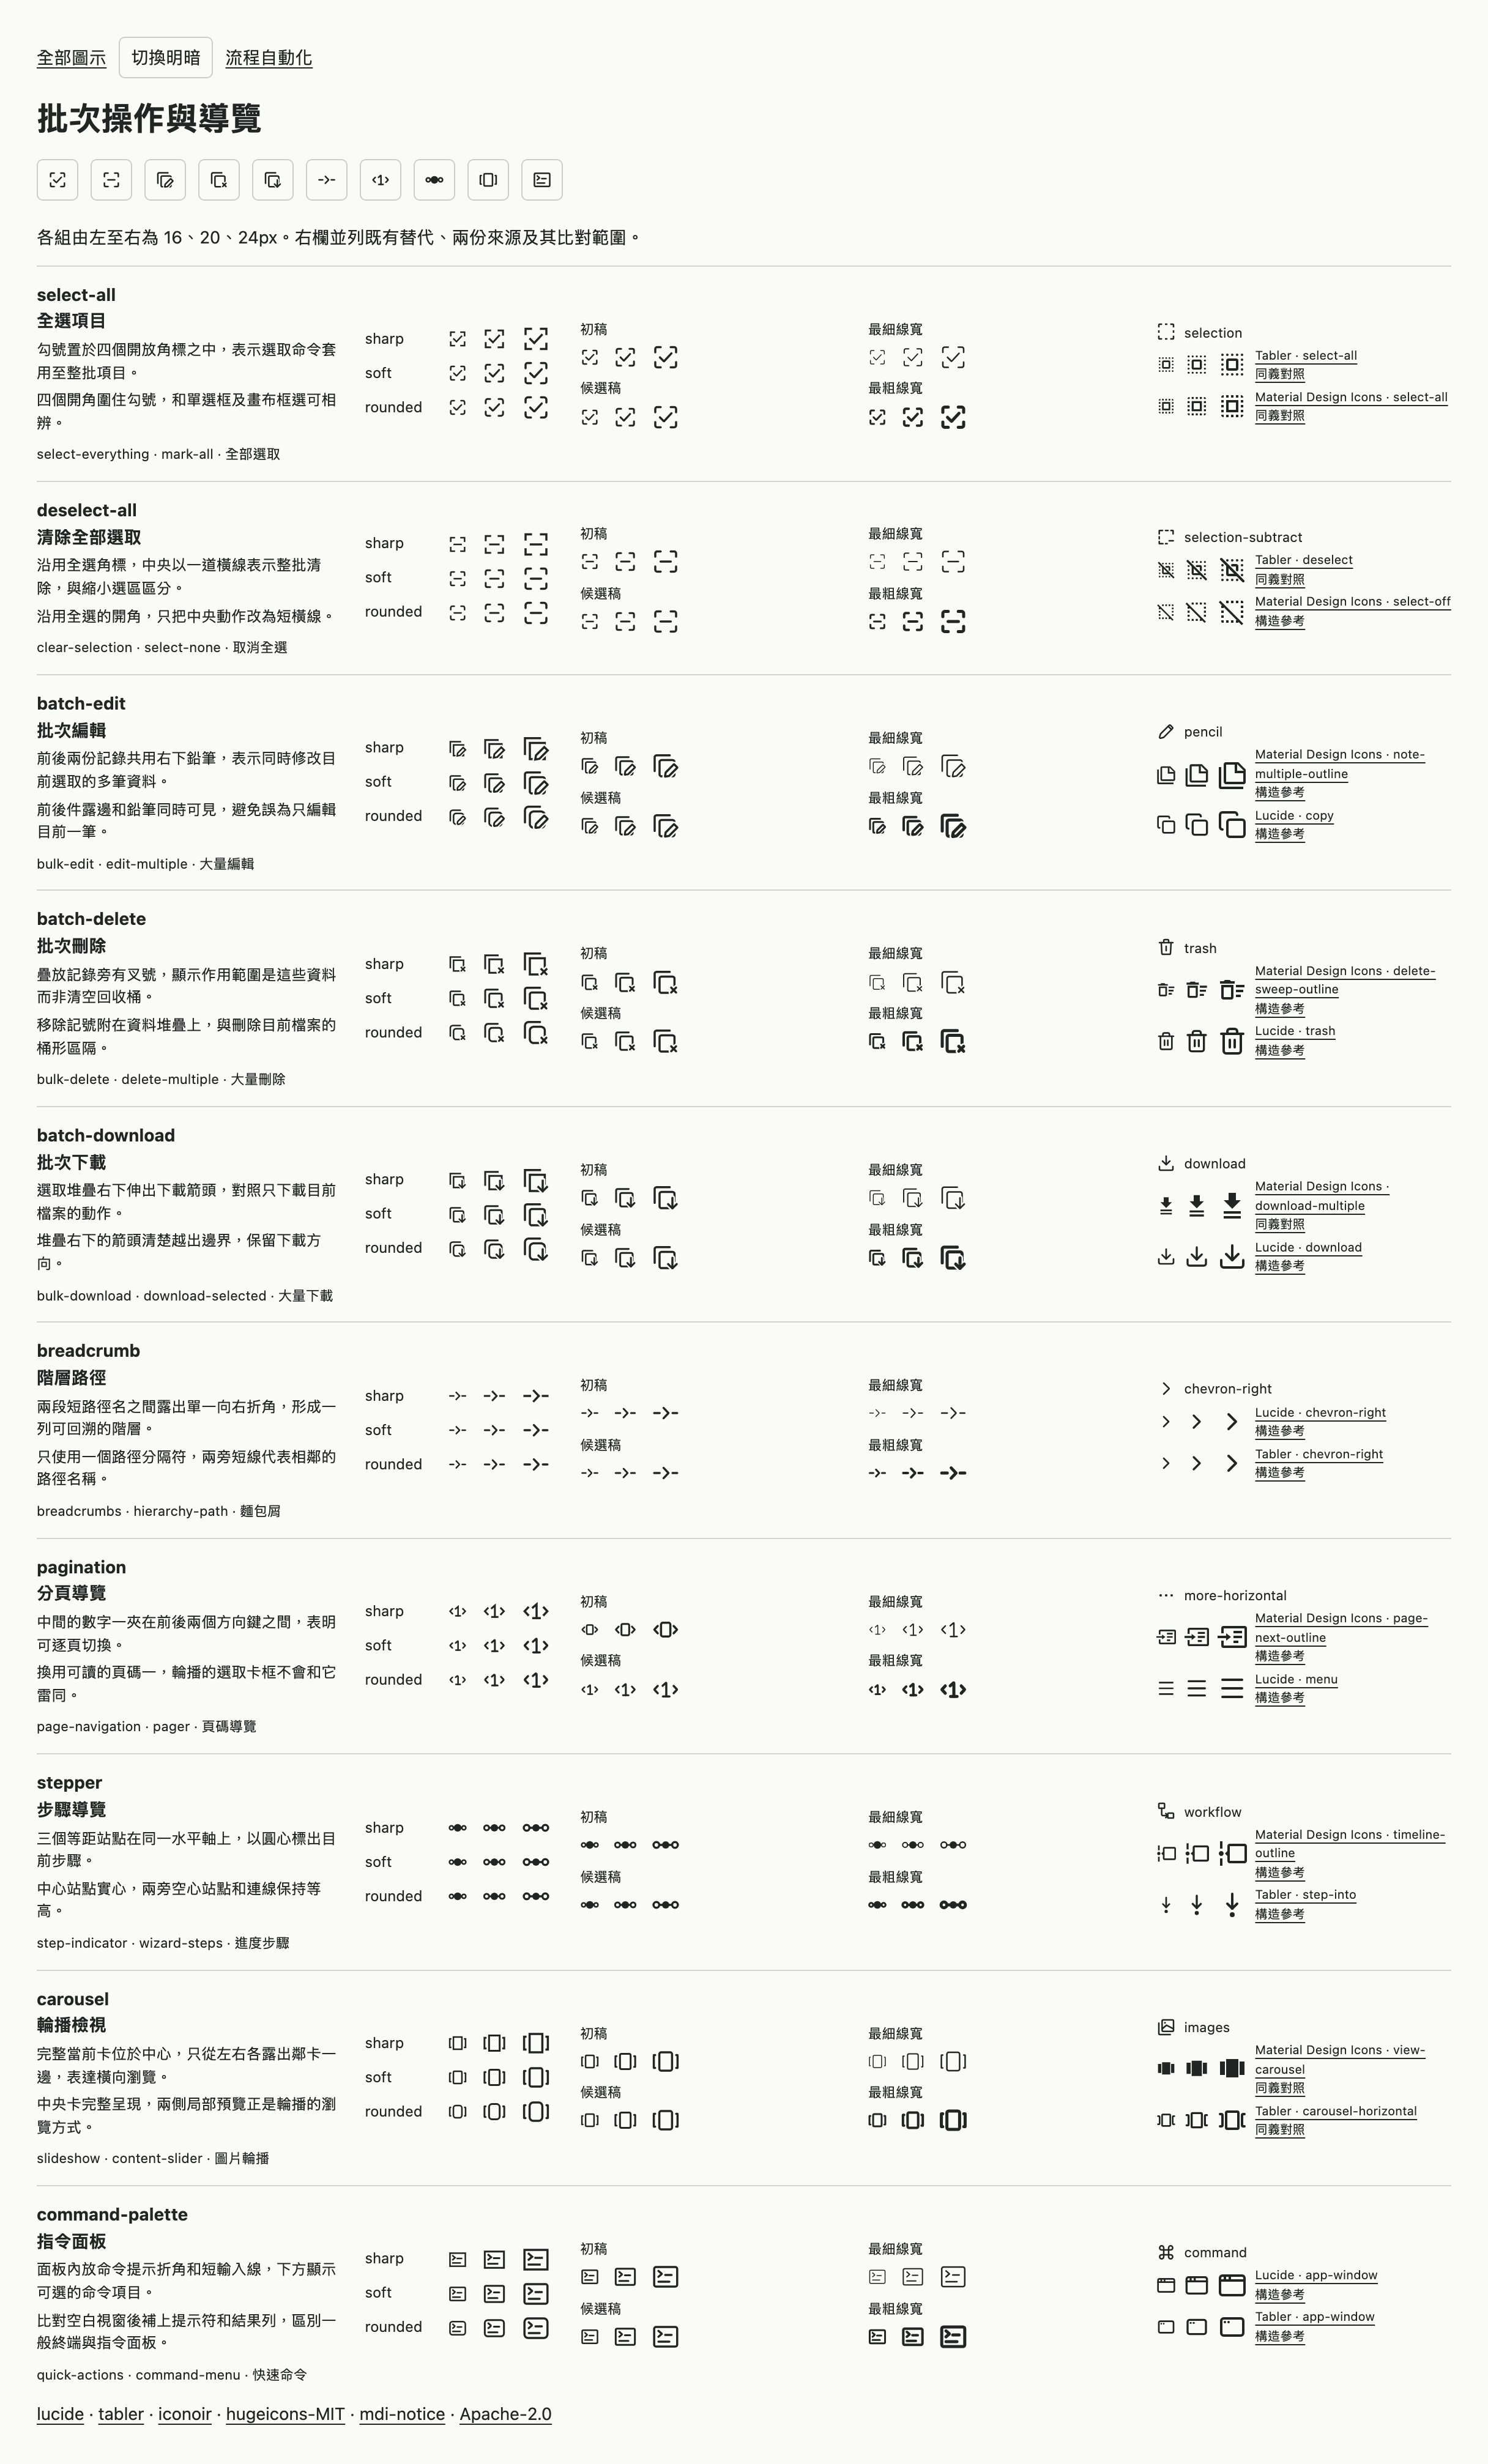 全部圖示 切換明暗 流程自動化
批次操作與導覽
各組由左至右為 16、20、24px。右欄並列既有替代、兩份來源及其比對範圍。
select-all
全選項目
勾號置於四個開放角標之中，表示選取命令套
用至整批項目。
四個開角圍住勾號，和單選框及畫布框選可相
辨。
select-everything · mark-all · 全部選取
sharp
soft
rounded
初稿
候選稿
最細線寬
最粗線寬
selection
Tabler · select-all
同義對照
Material Design Icons · select-all
同義對照
deselect-all
清除全部選取
沿用全選角標，中央以一道橫線表示整批清
除，與縮小選區區分。
沿用全選的開角，只把中央動作改為短橫線。
clear-selection · select-none · 取消全選
sharp
soft
rounded
初稿
候選稿
最細線寬
最粗線寬
selection-subtract
Tabler · deselect
同義對照
Material Design Icons · select-off
構造參考
batch-edit
批次編輯
前後兩份記錄共用右下鉛筆，表示同時修改目
前選取的多筆資料。
前後件露邊和鉛筆同時可見，避免誤為只編輯
目前一筆。
bulk-edit · edit-multiple · 大量編輯
sharp
soft
rounded
初稿
候選稿
最細線寬
最粗線寬
pencil
Material Design Icons · note-
multiple-outline
構造參考
Lucide · copy
構造參考
batch-delete
批次刪除
疊放記錄旁有叉號，顯示作用範圍是這些資料
而非清空回收桶。
移除記號附在資料堆疊上，與刪除目前檔案的
桶形區隔。
bulk-delete · delete-multiple · 大量刪除
sharp
soft
rounded
初稿
候選稿
最細線寬
最粗線寬
trash
Material Design Icons · delete-
sweep-outline
構造參考
Lucide · trash
構造參考
batch-download
批次下載
選取堆疊右下伸出下載箭頭，對照只下載目前
檔案的動作。
堆疊右下的箭頭清楚越出邊界，保留下載方
向。
bulk-download · download-selected · 大量下載
sharp
soft
rounded
初稿
候選稿
最細線寬
最粗線寬
download
Material Design Icons ·
download-multiple
同義對照
Lucide · download
構造參考
breadcrumb
階層路徑
兩段短路徑名之間露出單一向右折角，形成一
列可回溯的階層。
只使用一個路徑分隔符，兩旁短線代表相鄰的
路徑名稱。
breadcrumbs · hierarchy-path · 麵包屑
sharp
soft
rounded
初稿
候選稿
最細線寬
最粗線寬
chevron-right
Lucide · chevron-right
構造參考
Tabler · chevron-right
構造參考
pagination
分頁導覽
中間的數字一夾在前後兩個方向鍵之間，表明
可逐頁切換。
換用可讀的頁碼一，輪播的選取卡框不會和它
雷同。
page-navigation · pager · 頁碼導覽
sharp
soft
rounded
初稿
候選稿
最細線寬
最粗線寬
more-horizontal
Material Design Icons · page-
next-outline
構造參考
Lucide · menu
構造參考
stepper
步驟導覽
三個等距站點在同一水平軸上，以圓心標出目
前步驟。
中心站點實心，兩旁空心站點和連線保持等
高。
step-indicator · wizard-steps · 進度步驟
sharp
soft
rounded
初稿
候選稿
最細線寬
最粗線寬
workflow
Material Design Icons · timeline-
outline
構造參考
Tabler · step-into
構造參考
carousel
輪播檢視
完整當前卡位於中心，只從左右各露出鄰卡一
邊，表達橫向瀏覽。
中央卡完整呈現，兩側局部預覽正是輪播的瀏
覽方式。
slideshow · content-slider · 圖片輪播
sharp
soft
rounded
初稿
候選稿
最細線寬
最粗線寬
images
Material Design Icons · view-
carousel
同義對照
Tabler · carousel-horizontal
同義對照
command-palette
指令面板
面板內放命令提示折角和短輸入線，下方顯示
可選的命令項目。
比對空白視窗後補上提示符和結果列，區別一
般終端與指令面板。
quick-actions · command-menu · 快速命令
sharp
soft
rounded
初稿
候選稿
最細線寬
最粗線寬
command
Lucide · app-window
構造參考
Tabler · app-window
構造參考
lucide · tabler · iconoir · hugeicons-MIT · mdi-notice · Apache-2.0